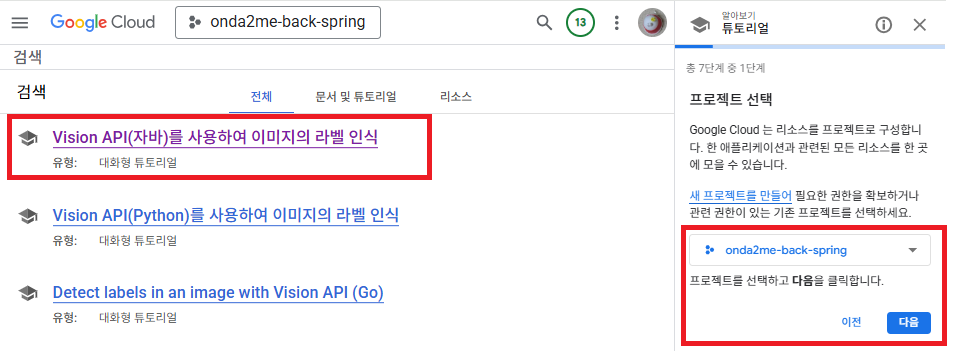 Google Cloud
onda2me-back-spring
13
검색
검색
전체
문서 및 튜토리얼
리소스
Vision API(자바)를 사용하여 이미지의 라벨 인식
유형: 대화형 튜토리얼
Vision API(Python)를 사용하여 이미지의 라벨 인식
유형: 대화형 튜토리얼
Detect labels in an image with Vision API (Go)
유형: 대화형 튜토리얼
알아보기
튜토리얼
총 7단계 중 1단계
프로젝트 선택
Google Cloud 는 리소스를 프로젝트로 구성합니
다. 한 애플리케이션과 관련된 모든 리소스를 한 곳
에 모을 수 있습니다.
새 프로젝트를 만들어 필요한 권한을 확보하거나
관련 권한이 있는 기존 프로젝트를 선택하세요.
onda2me-back-spring
프로젝트를 선택하고 다음을 클릭합니다.
이전
다음